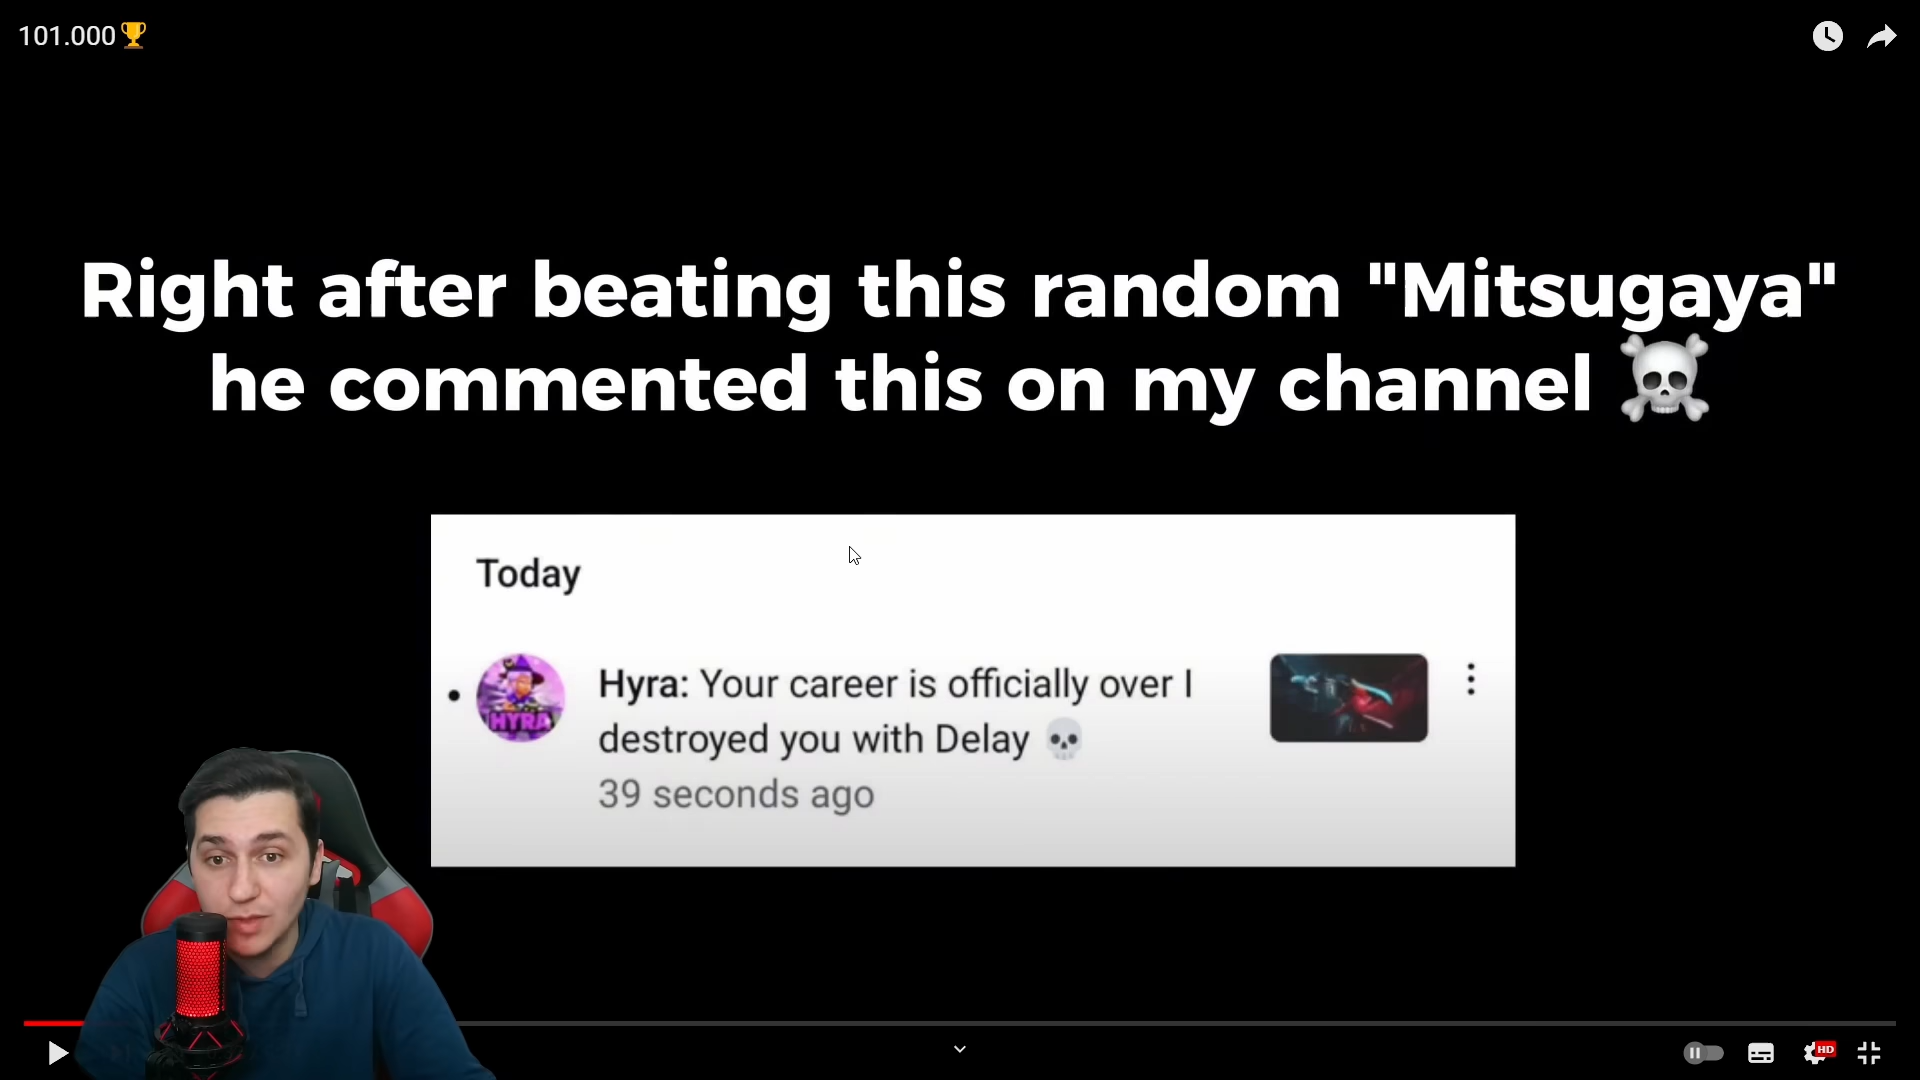 101.000🏆
Right after beating this random "Mitsugaya"
he commented this on my channel ☠️
Today
HYRA
Hyra: Your career is officially over I
destroyed you with Delay 💀
39 seconds ago
HD